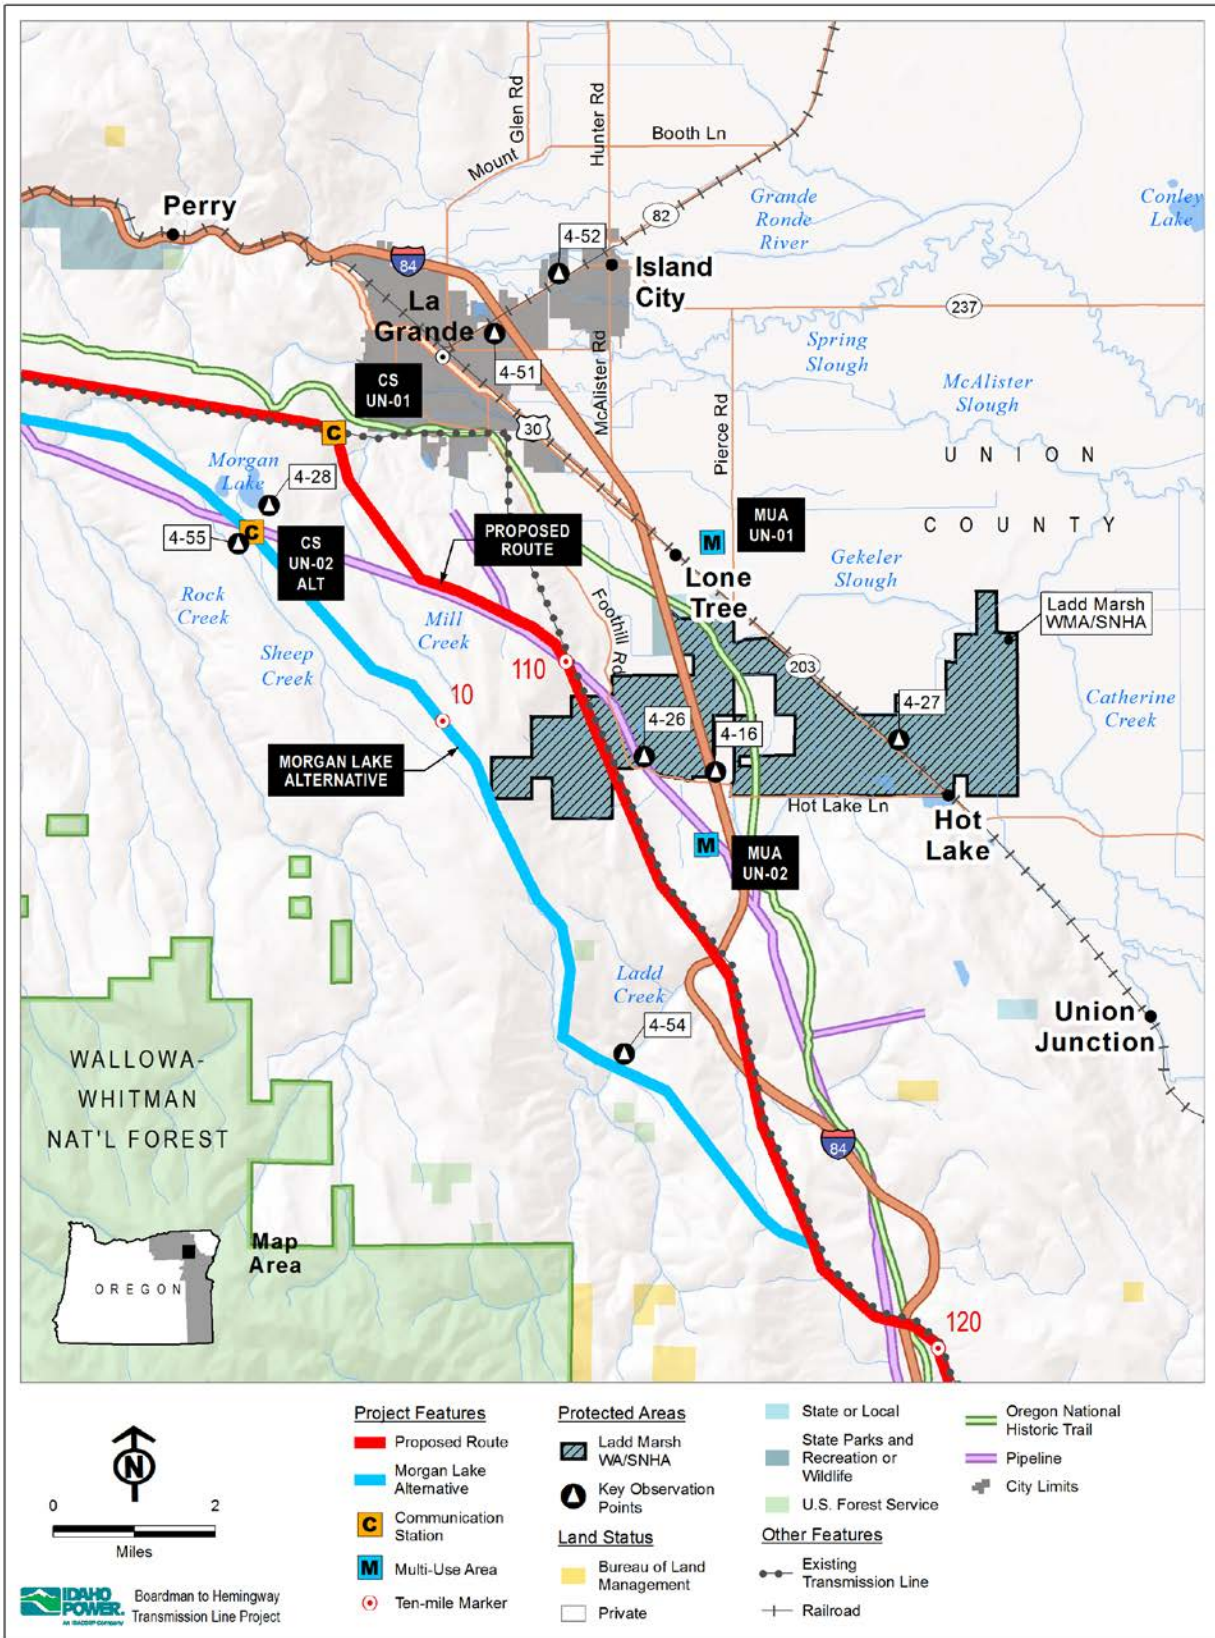 Glen Rd
Hunter Rd
Booth Ln
Mount
Perry
Grande
Ronde
River
Conley
Lake
82
4-52
84
Island
City
La
Grande
237
4-51
McAlister Rd
Spring
Slough
CS
UN-01
McAlister
Slough
Pierce Rd
30
UNION
COUNTY
Morgan
Lake
4-28
C
M
MUA
UN-01
PROPOSED
ROUTE
4-55
C
CS
UN-02
ALT
Gekeler
Slough
Lone
Tree
Rock
Creek
Mill
Creek
Foothill Rd
Ladd Marsh
WMA/SNHA
Sheep
Creek
110
203
10
4-26
4-16
4-27
Catherine
Creek
MORGAN LAKE
ALTERNATIVE
Hot Lake Ln
Hot
Lake
M
MUA
UN-02
Ladd
Creek
4-54
Union
Junction
WALLOWA-
WHITMAN
NAT'L FOREST
84
Map
Area
OREGON
120
N
0 2
Miles
IDAHO
POWER.
An IDACORP Company
Boardman to Hemingway
Transmission Line Project
Project Features
Proposed Route
Morgan Lake
Alternative
C
Communication
Station
M
Multi-Use Area
Ten-mile Marker
Protected Areas
Ladd Marsh
WA/SNHA
Key Observation
Points
Land Status
Bureau of Land
Management
Private
State or Local
State Parks and
Recreation or
Wildlife
U.S. Forest Service
Other Features
Existing
Transmission Line
Railroad
Oregon National
Historic Trail
Pipeline
City Limits